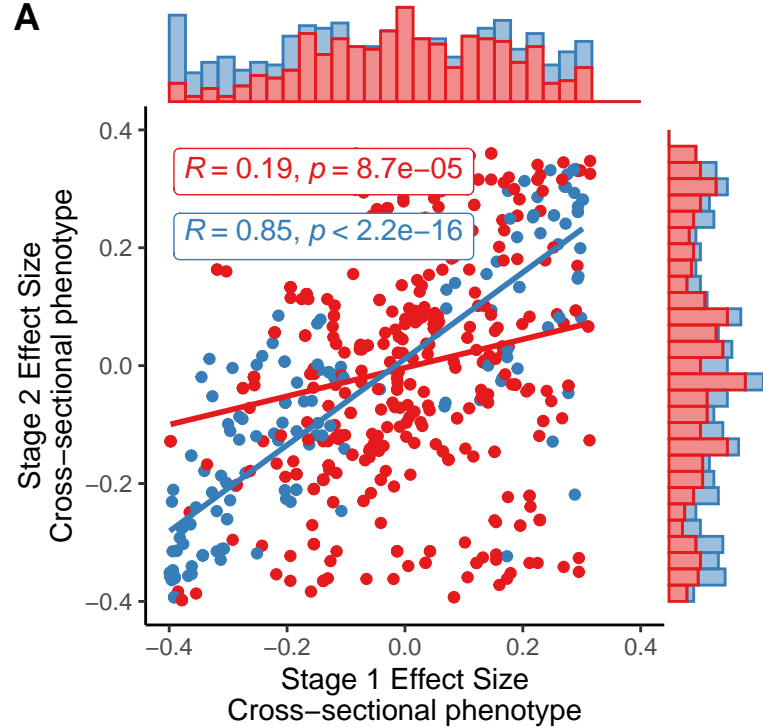 A
R = 0.19, p = 8.7e−05
R = 0.85, p < 2.2e−16
0.4
0.2
0.0
−0.2
−0.4
Stage 2 Effect Size
Cross−sectional phenotype
−0.4 −0.2 0.0 0.2 0.4
Stage 1 Effect Size
Cross−sectional phenotype